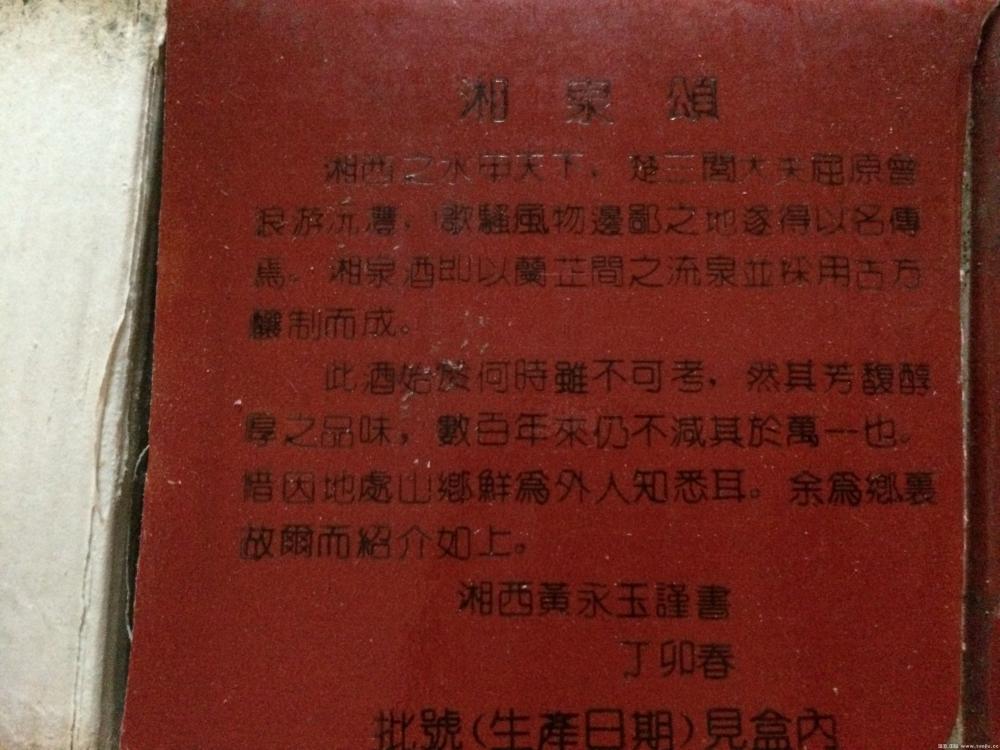 湘泉頌
湘西之水甲天下，楚三閭大夫屈原曾
浪游沅灃，歌騷風物邊鄙之地遂得以名傳
焉。湘泉酒即以蘭芷間之流泉並採用古方
釀制而成。
此酒始於何時雖不可考，然其芳馥醇
厚之品味，數百年來仍不減其於萬一也。
惜因地處山鄉鮮為外人知悉耳。余為鄉裏
故爾而紹介如上。
湘西黃永玉謹書
丁卯春
批號(生產日期)見盒內